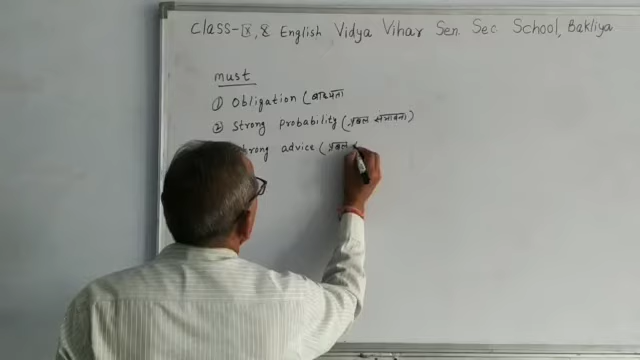 Class-IX, 8 English Vidya Vihar Sen. Sec. School, Bakliya
must
① Obligation (बाध्यता
② Strong Probability (प्रबल संभावना)
Strong advice (प्रबल